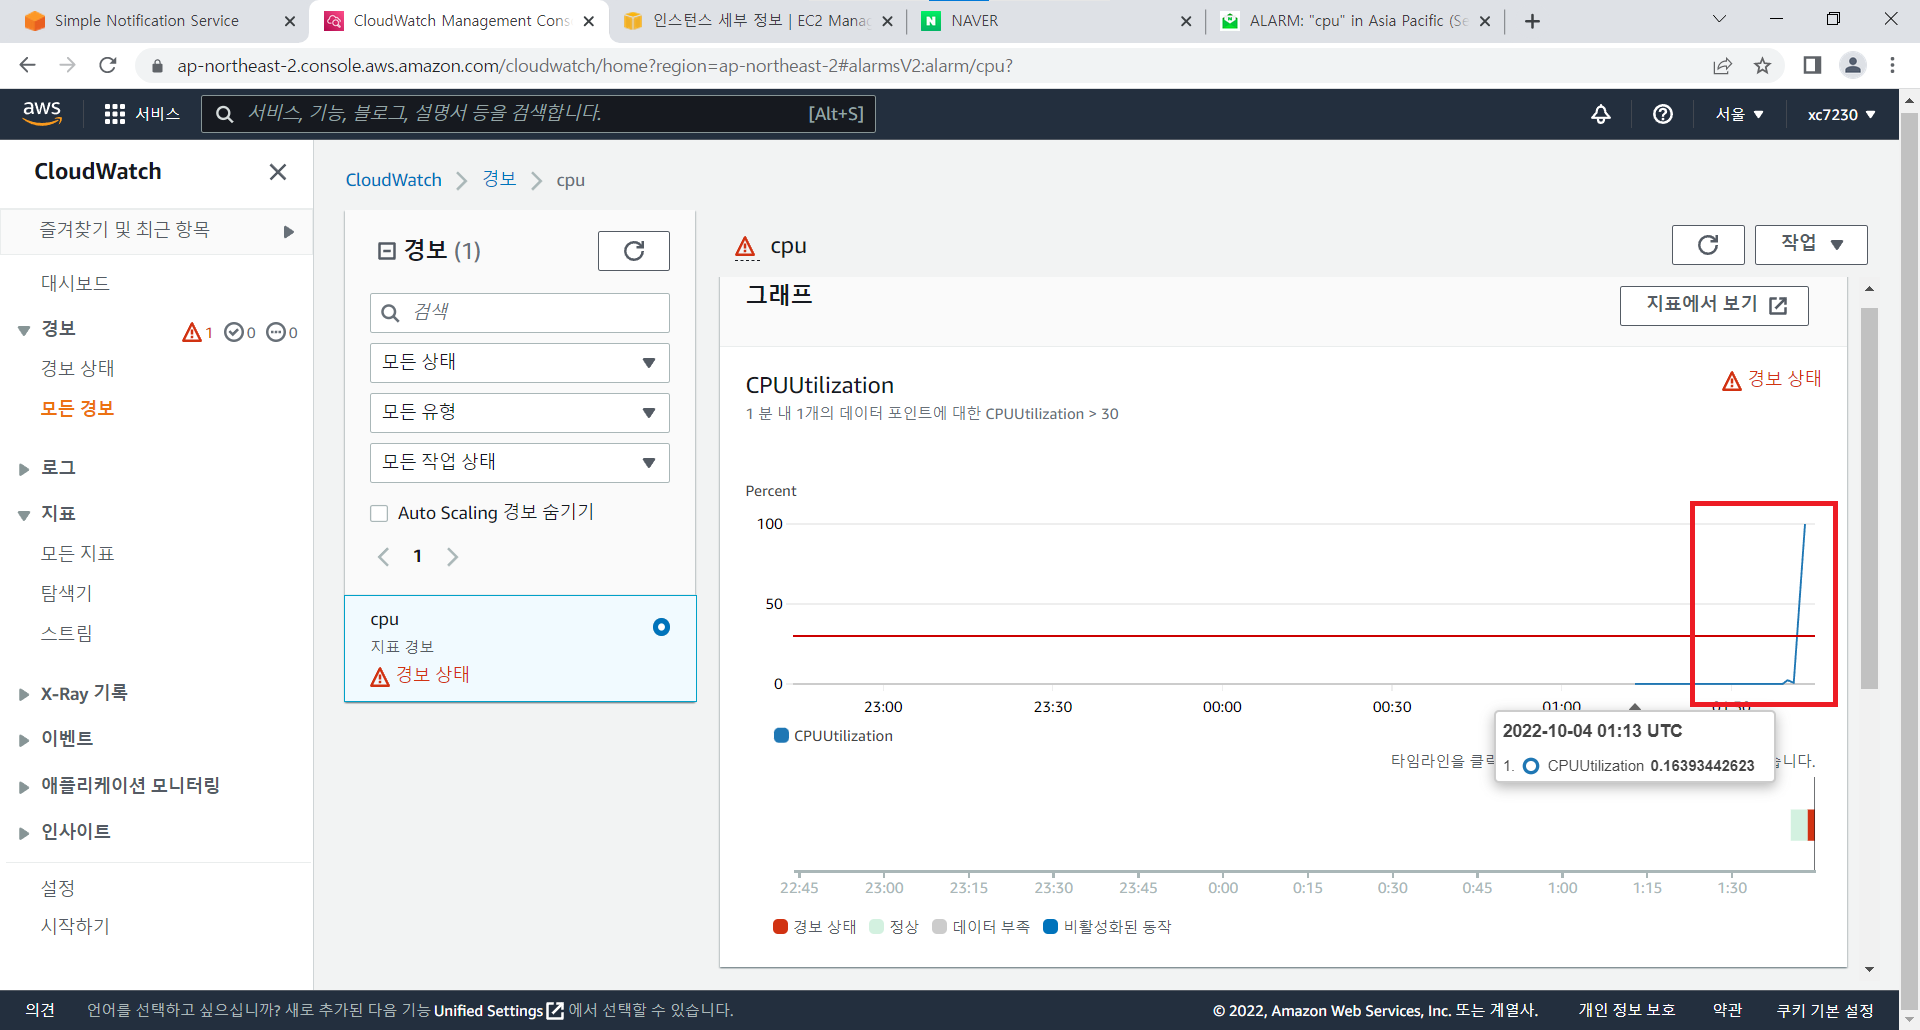 Simple Notification Service
CloudWatch Management Cons
인스턴스 세부 정보 | EC2 Manag
NAVER
ALARM: "cpu" in Asia Pacific (Se
ap-northeast-2.console.aws.amazon.com/cloudwatch/home?region=ap-northeast-2#alarmsV2:alarm/cpu?
aws
서비스
서비스, 기능, 블로그, 설명서 등을 검색합니다.
[Alt+S]
서울
xc7230
CloudWatch
즐겨찾기 및 최근 항목
대시보드
경보
1
0
0
경보 상태
모든 경보
로그
지표
모든 지표
탐색기
스트림
X-Ray 기록
이벤트
애플리케이션 모니터링
인사이트
설정
시작하기
CloudWatch
경보
cpu
경보 (1)
검색
모든 상태
모든 유형
모든 작업 상태
Auto Scaling 경보 숨기기
1
cpu
지표 경보
경보 상태
cpu
작업
그래프
지표에서 보기
CPUUtilization
경보 상태
1 분 내 1개의 데이터 포인트에 대한 CPUUtilization > 30
Percent
100
50
0
23:00
23:30
00:00
00:30
01:00
01:30
CPUUtilization
2022-10-04 01:13 UTC
1. CPUUtilization 0.16393442623
타임라인을 클릭
습니다.
22:45
23:00
23:15
23:30
23:45
0:00
0:15
0:30
0:45
1:00
1:15
1:30
경보 상태
정상
데이터 부족
비활성화된 동작
의견
언어를 선택하고 싶으십니까? 새로 추가된 다음 기능 Unified Settings 에서 선택할 수 있습니다.
© 2022, Amazon Web Services, Inc. 또는 계열사.
개인 정보 보호
약관
쿠키 기본 설정